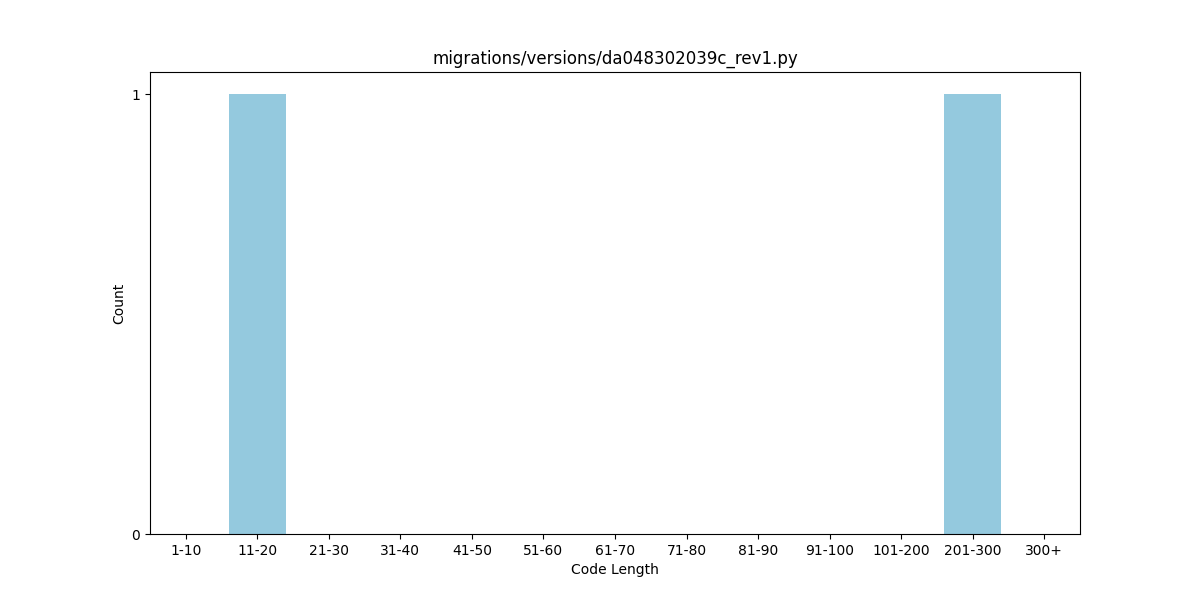 migrations/versions/da048302039c_rev1.py
1
Count
0
1-10 11-20 21-30 31-40 41-50 51-60 61-70 71-80 81-90 91-100 101-200 201-300 300+
Code Length